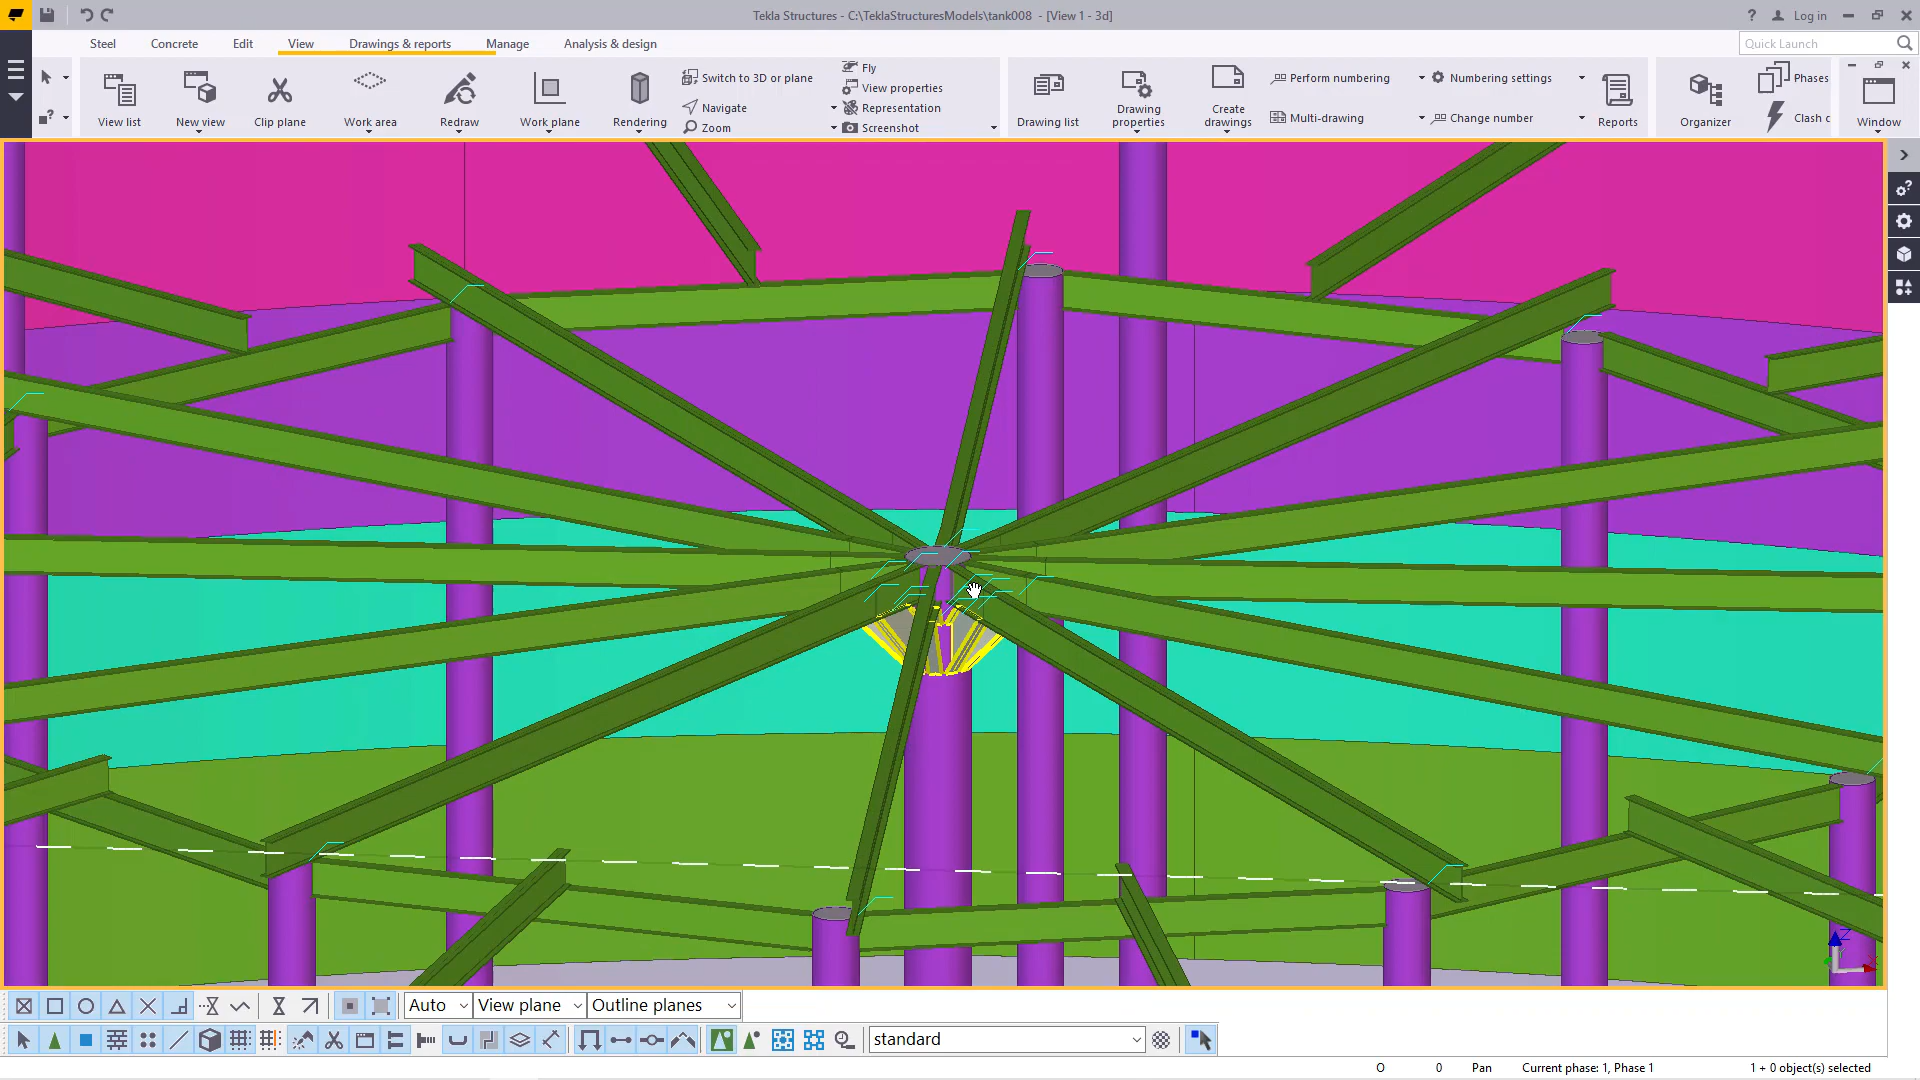 Tekla Structures - C:\TeklaStructuresModels\tank008 - [View 1 - 3d]
? Log in
Steel Concrete Edit View Drawings & reports Manage Analysis & design
Quick Launch
Switch to 3D or plane
Fly
View properties
Navigate
Representation
Zoom
Screenshot
View list
New view
Clip plane
Work area
Redraw
Work plane
Rendering
Drawing list
Drawing properties
Create drawings
Perform numbering
Numbering settings
Multi-drawing
Change number
Reports
Organizer
Phases
Clash c
Window
Z
Auto View plane Outline planes
standard
O 0 Pan Current phase: 1, Phase 1 1 + 0 object(s) selected